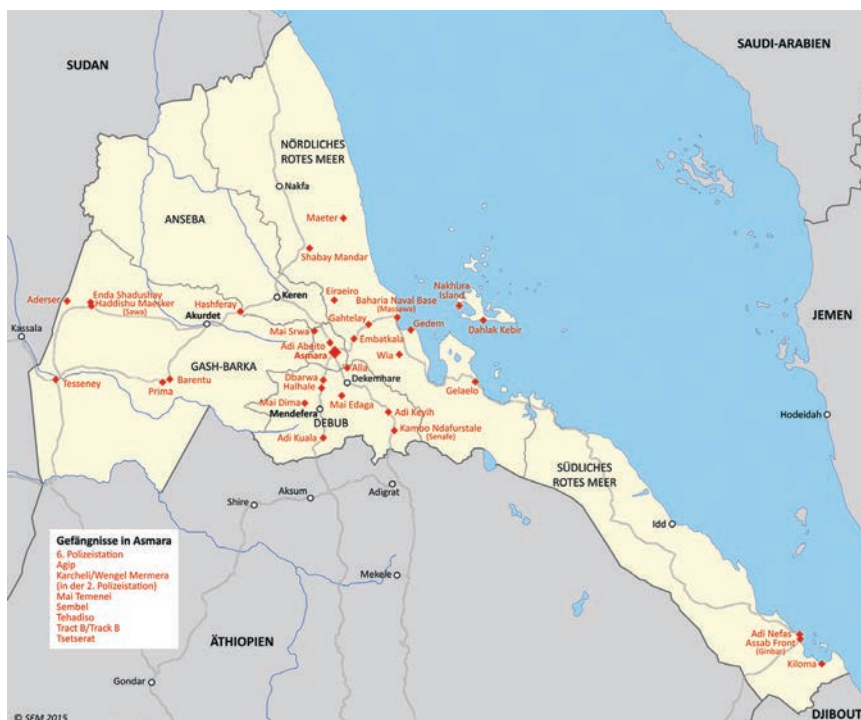 SAUDI-ARABIEN
SUDAN
NÖRDLICHES
ROTES MEER
Nakfa
ANSEBA
Maeter
Shabay Mandar
Nakhura
Island
Aderser
Enda Shadushay
Haddishu Maesker
(Sawa)
Hashferay
Keren
Eiraeiro
Baharia Naval Base
(Massawa)
Dahlak Kebir
JEMEN
Kassala
Akurdet
Gahtelay
Gedem
Mai Srwa
Embatkala
Adi Abeito
Asmara
Wia
GASH-BARKA
Alla
Tesseney
Prima
Barentu
Dbarwa
Halhale
Dekemhare
Gelaelo
Mai Dima
Mai Edaga
Mendefera
DEBUB
Adi Keyih
Kambo Ndafurstale
(Senafe)
Adi Kuala
Hodeidah
SÜDLICHES
ROTES MEER
Shire
Aksum
Adigrat
Idd
Gefängnisse in Asmara
6. Polizeistation
Agip
Karcheli/Wengel Mermera
(in der 2. Polizeistation)
Mai Temenei
Sembel
Tehadiso
Tract B/Track B
Tsetserat
Mekele
ÄTHIOPIEN
Adi Nefas
Assab Front
(Ginbar)
Kiloma
Gondar
© SEM 2015
DJIBOUTI